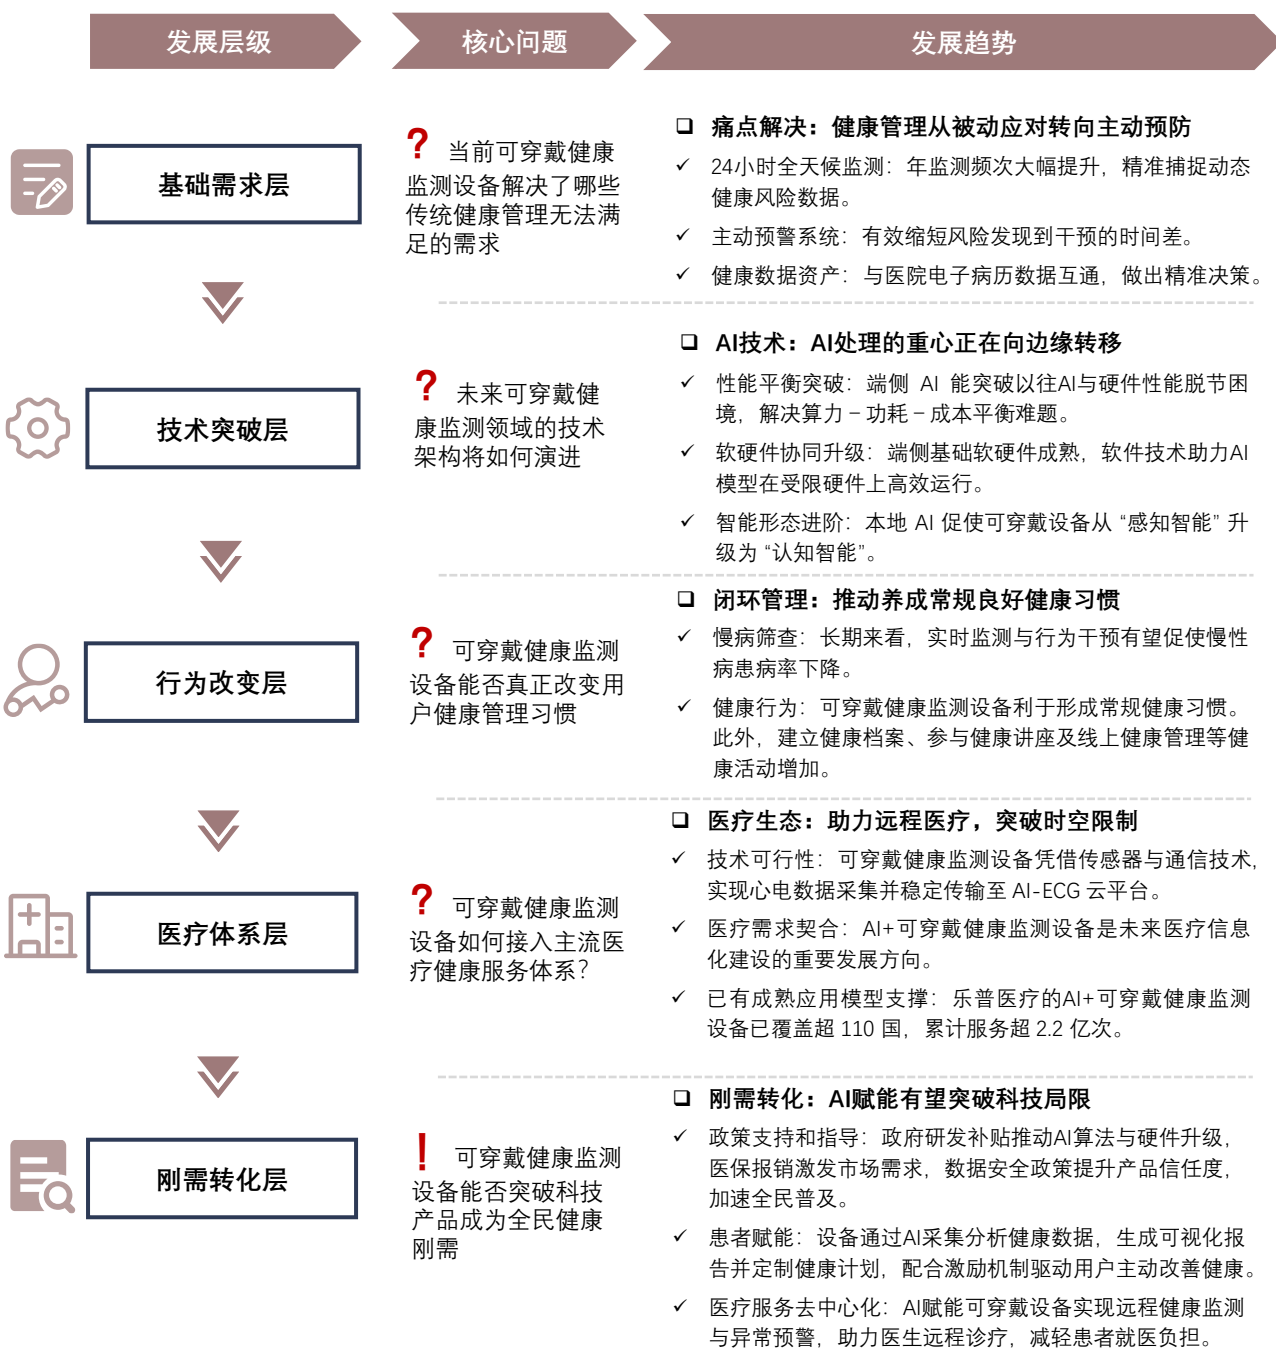 发展层级
核心问题
发展趋势
基础需求层
? 当前可穿戴健康
监测设备解决了哪些
传统健康管理无法满
足的需求
痛点解决：健康管理从被动应对转向主动预防
24小时全天候监测：年监测频次大幅提升，精准捕捉动态
健康风险数据。
主动预警系统：有效缩短风险发现到干预的时间差。
健康数据资产：与医院电子病历数据互通，做出精准决策。
技术突破层
? 未来可穿戴健
康监测领域的技术
架构将如何演进
AI技术：AI处理的重心正在向边缘转移
性能平衡突破：端侧 AI 能突破以往AI与硬件性能脱节困
境，解决算力－功耗－成本平衡难题。
软硬件协同升级：端侧基础软硬件成熟，软件技术助力AI
模型在受限硬件上高效运行。
智能形态进阶：本地 AI 促使可穿戴设备从 “感知智能” 升
级为 “认知智能”。
行为改变层
? 可穿戴健康监测
设备能否真正改变用
户健康管理习惯
闭环管理：推动养成常规良好健康习惯
慢病筛查：长期来看，实时监测与行为干预有望促使慢性
病患病率下降。
健康行为：可穿戴健康监测设备利于形成常规健康习惯。
此外，建立健康档案、参与健康讲座及线上健康管理等健
康活动增加。
医疗体系层
? 可穿戴健康监测
设备如何接入主流医
疗健康服务体系？
医疗生态：助力远程医疗，突破时空限制
技术可行性：可穿戴健康监测设备凭借传感器与通信技术，
实现心电数据采集并稳定传输至 AI-ECG 云平台。
医疗需求契合：AI+可穿戴健康监测设备是未来医疗信息
化建设的重要发展方向。
已有成熟应用模型支撑：乐普医疗的AI+可穿戴健康监测
设备已覆盖超 110 国，累计服务超 2.2 亿次。
刚需转化层
! 可穿戴健康监测
设备能否突破科技
产品成为全民健康
刚需
刚需转化：AI赋能有望突破科技局限
政策支持和指导：政府研发补贴推动AI算法与硬件升级，
医保报销激发市场需求，数据安全政策提升产品信任度，
加速全民普及。
患者赋能：设备通过AI采集分析健康数据，生成可视化报
告并定制健康计划，配合激励机制驱动用户主动改善健康。
医疗服务去中心化：AI赋能可穿戴设备实现远程健康监测
与异常预警，助力医生远程诊疗，减轻患者就医负担。